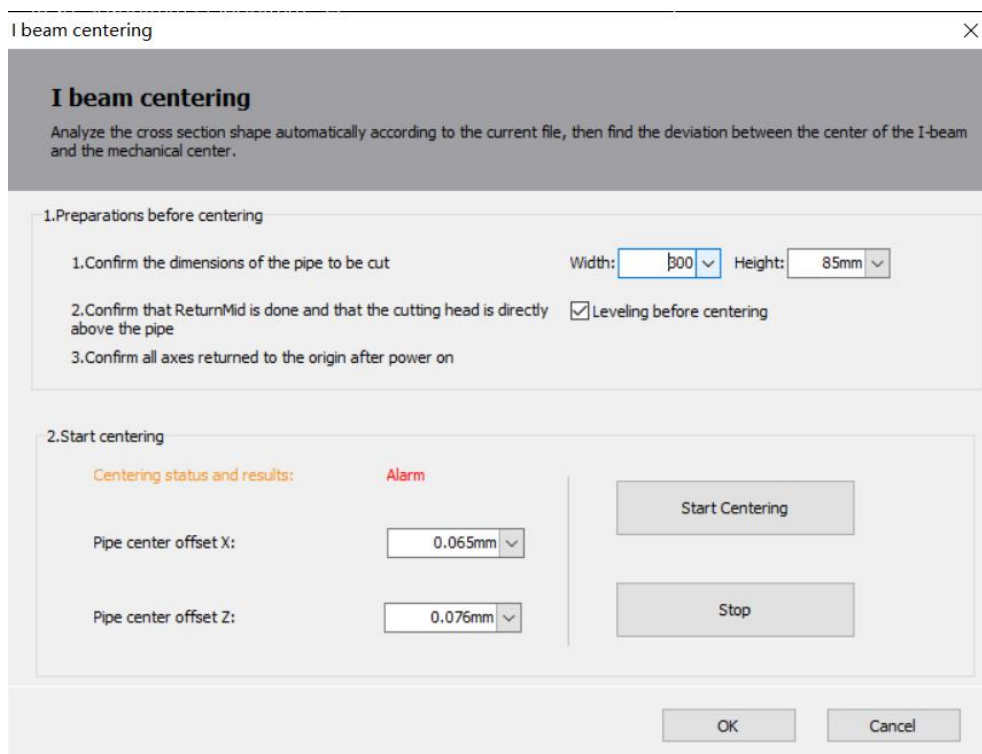 I beam centering
I beam centering
Analyze the cross section shape automatically according to the current file, then find the deviation between the center of the I-beam
and the mechanical center.
1.Preparations before centering
1.Confirm the dimensions of the pipe to be cut Width: 300 Height: 85mm
2.Confirm that ReturnMid is done and that the cutting head is directly
above the pipe
Leveling before centering
3.Confirm all axes returned to the origin after power on
2.Start centering
Centering status and results: Alarm
Start Centering
Pipe center offset X: 0.065mm
Pipe center offset Z: 0.076mm
Stop
OK Cancel